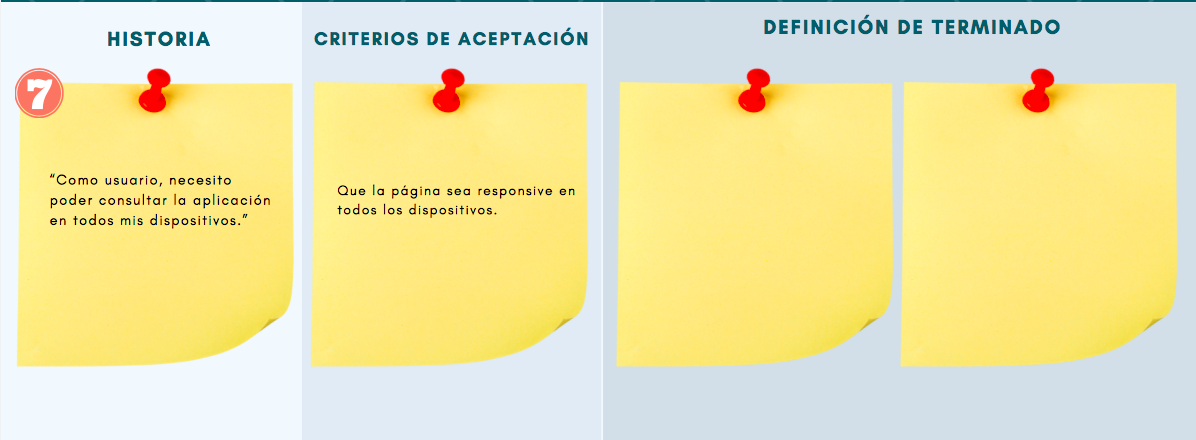 HISTORIA
CRITERIOS DE ACEPTACIÓN
DEFINICIÓN DE TERMINADO
7
“Como usuario, necesito
poder consultar la aplicación
en todos mis dispositivos.”
Que la página sea responsive en
todos los dispositivos.